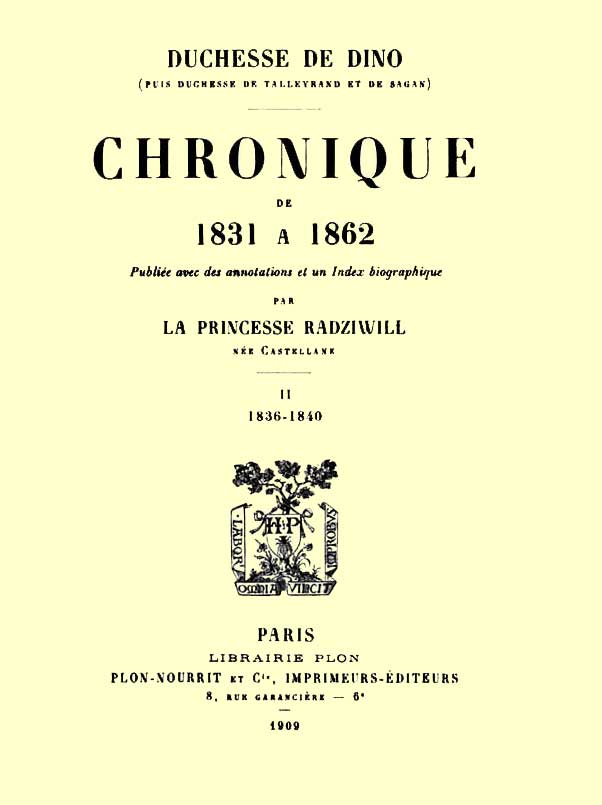 DUCHESSE DE DINO
(PUIS DUCHESSE DE TALLEYRAND ET DE SAGAN)
CHRONIQUE
DE
1831 A 1862
Publiée avec des annotations et un Index biographique
PAR
LA PRINCESSE RADZIWILL
NÉE CASTELLANE
II
1836-1840
H P
LABOR
IMPROBVS
OMNIA VINCIT
PARIS
LIBRAIRIE PLON
PLON-NOURRIT ET Cie, IMPRIMEURS-ÉDITEURS
8, RUE GARANCIÈRE — 6e
1909